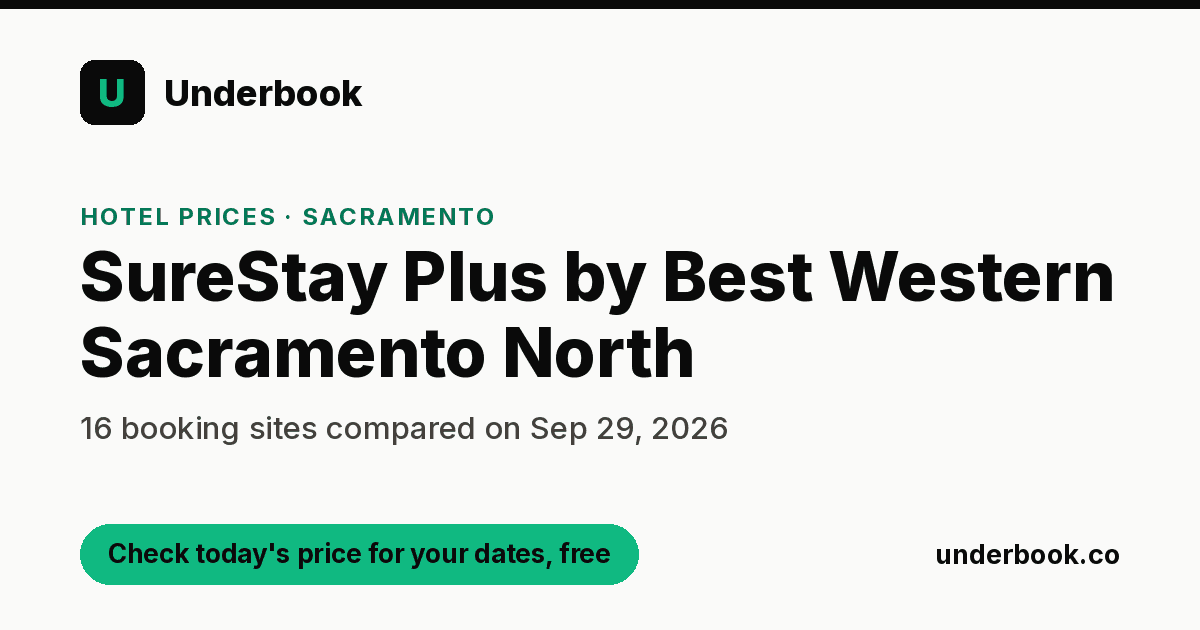 U Underbook
HOTEL PRICES · SACRAMENTO
SureStay Plus by Best Western
Sacramento North
16 booking sites compared on Sep 29, 2026
Check today's price for your dates, free
underbook.co